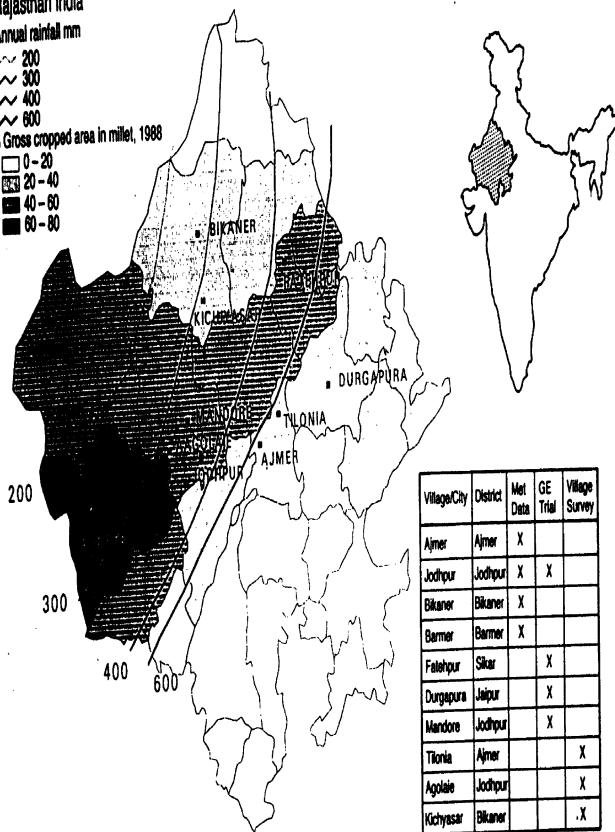 Rajasthan India
Annual rainfall mm
200
300
400
600
Gross cropped area in millet, 1988
0-20
20-40
40-60
60-80
BIKANER
KICHYASAR
DURGAPURA
MANDORE
TILONIA
AGOLAIE
AJMER
JODHPUR
200
300
400
600
Village/City District Met Data GE Trial Village Survey
Ajmer Ajmer X
Jodhpur Jodhpur X X
Bikaner Bikaner X
Barmer Barmer X
Fatehpur Sikar X
Durgapura Jaipur X
Mandore Jodhpur X
Tilonia Ajmer X
Agolaie Jodhpur X
Kichyasar Bikaner .X